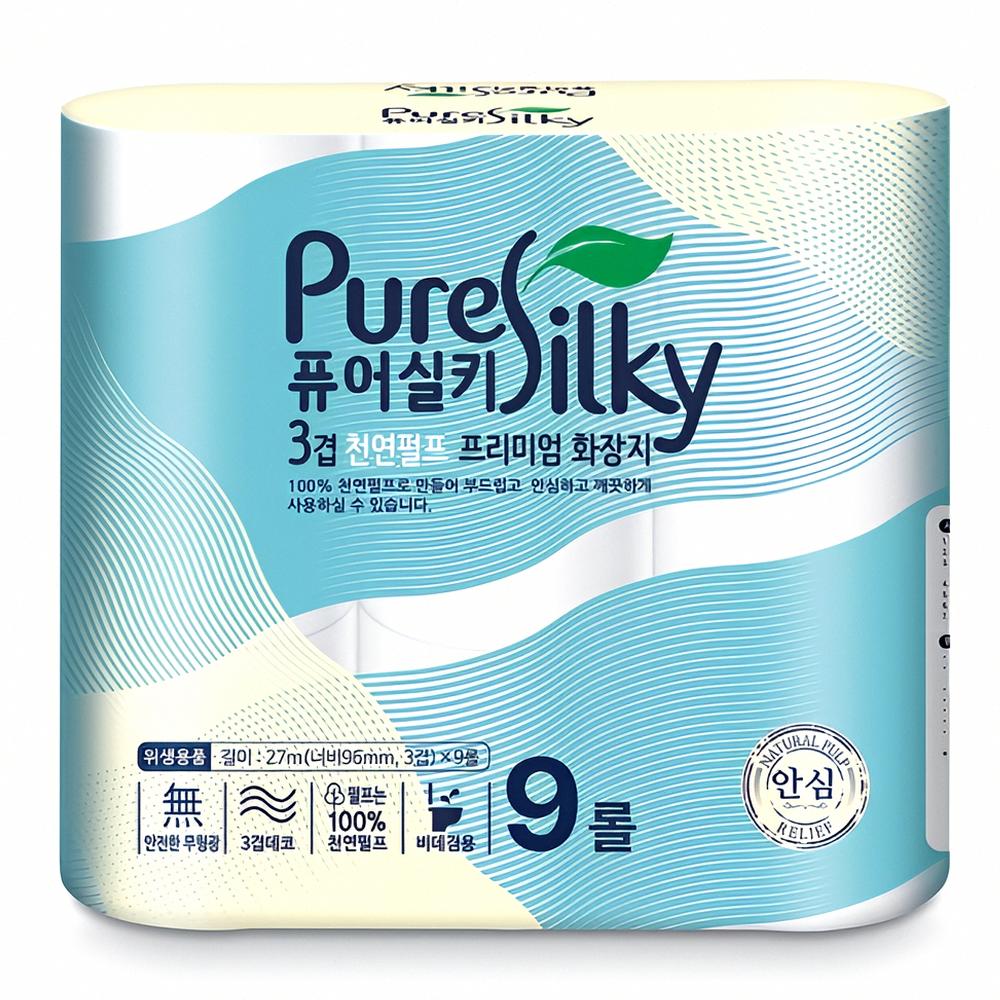 PureSilky
퓨어실키
PureSilky
퓨어실키
3겹 천연펄프 프리미엄 화장지
100% 천연펄프로 만들어 부드럽고 안심하고 깨끗하게
사용하실 수 있습니다.
위생용품 길이 : 27m(너비96mm, 3겹)×9롤
無
안전한 무형광
3겹데코
펄프는
100%
천연펄프
비데겸용
9롤
NATURAL PULP
안심
RELIEF